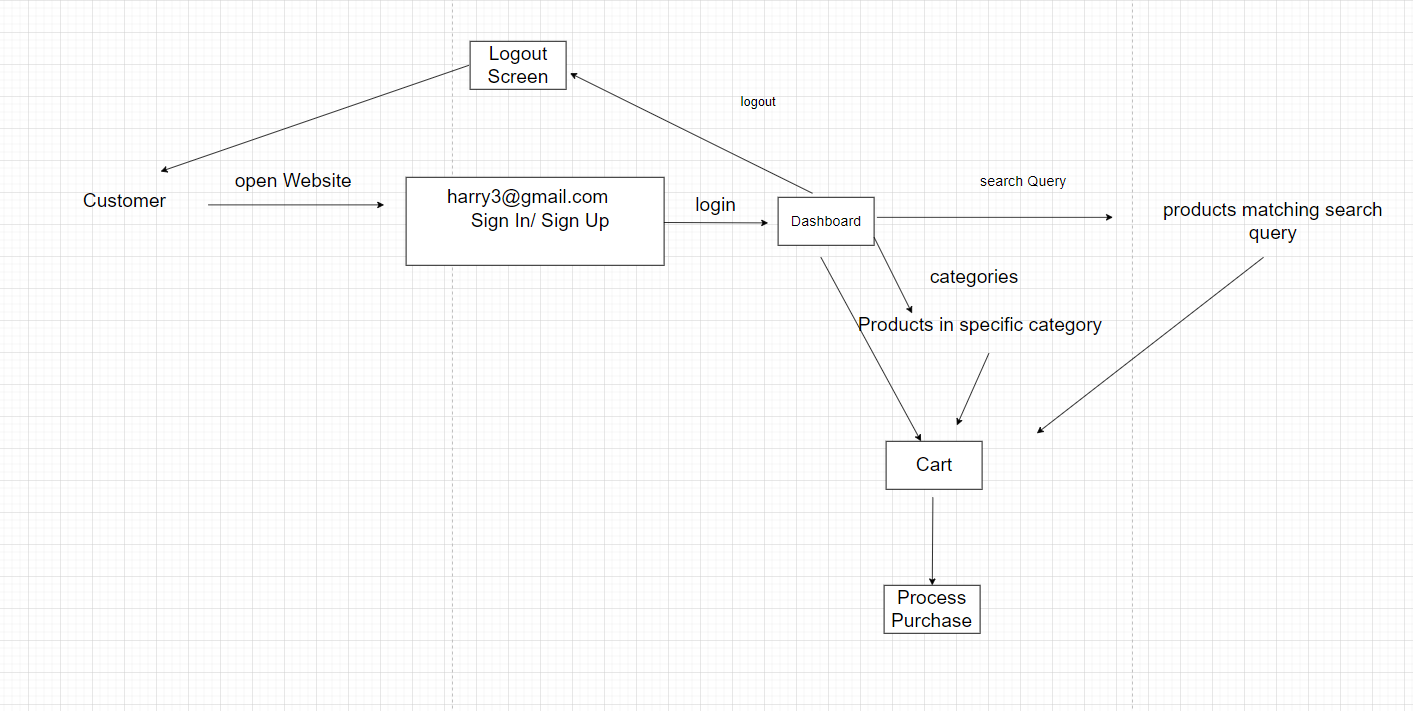 Logout
Screen
logout
open Website
Customer
harry3@gmail.com
Sign In/ Sign Up
login
Dashboard
search Query
products matching search
query
categories
Products in specific category
Cart
Process
Purchase